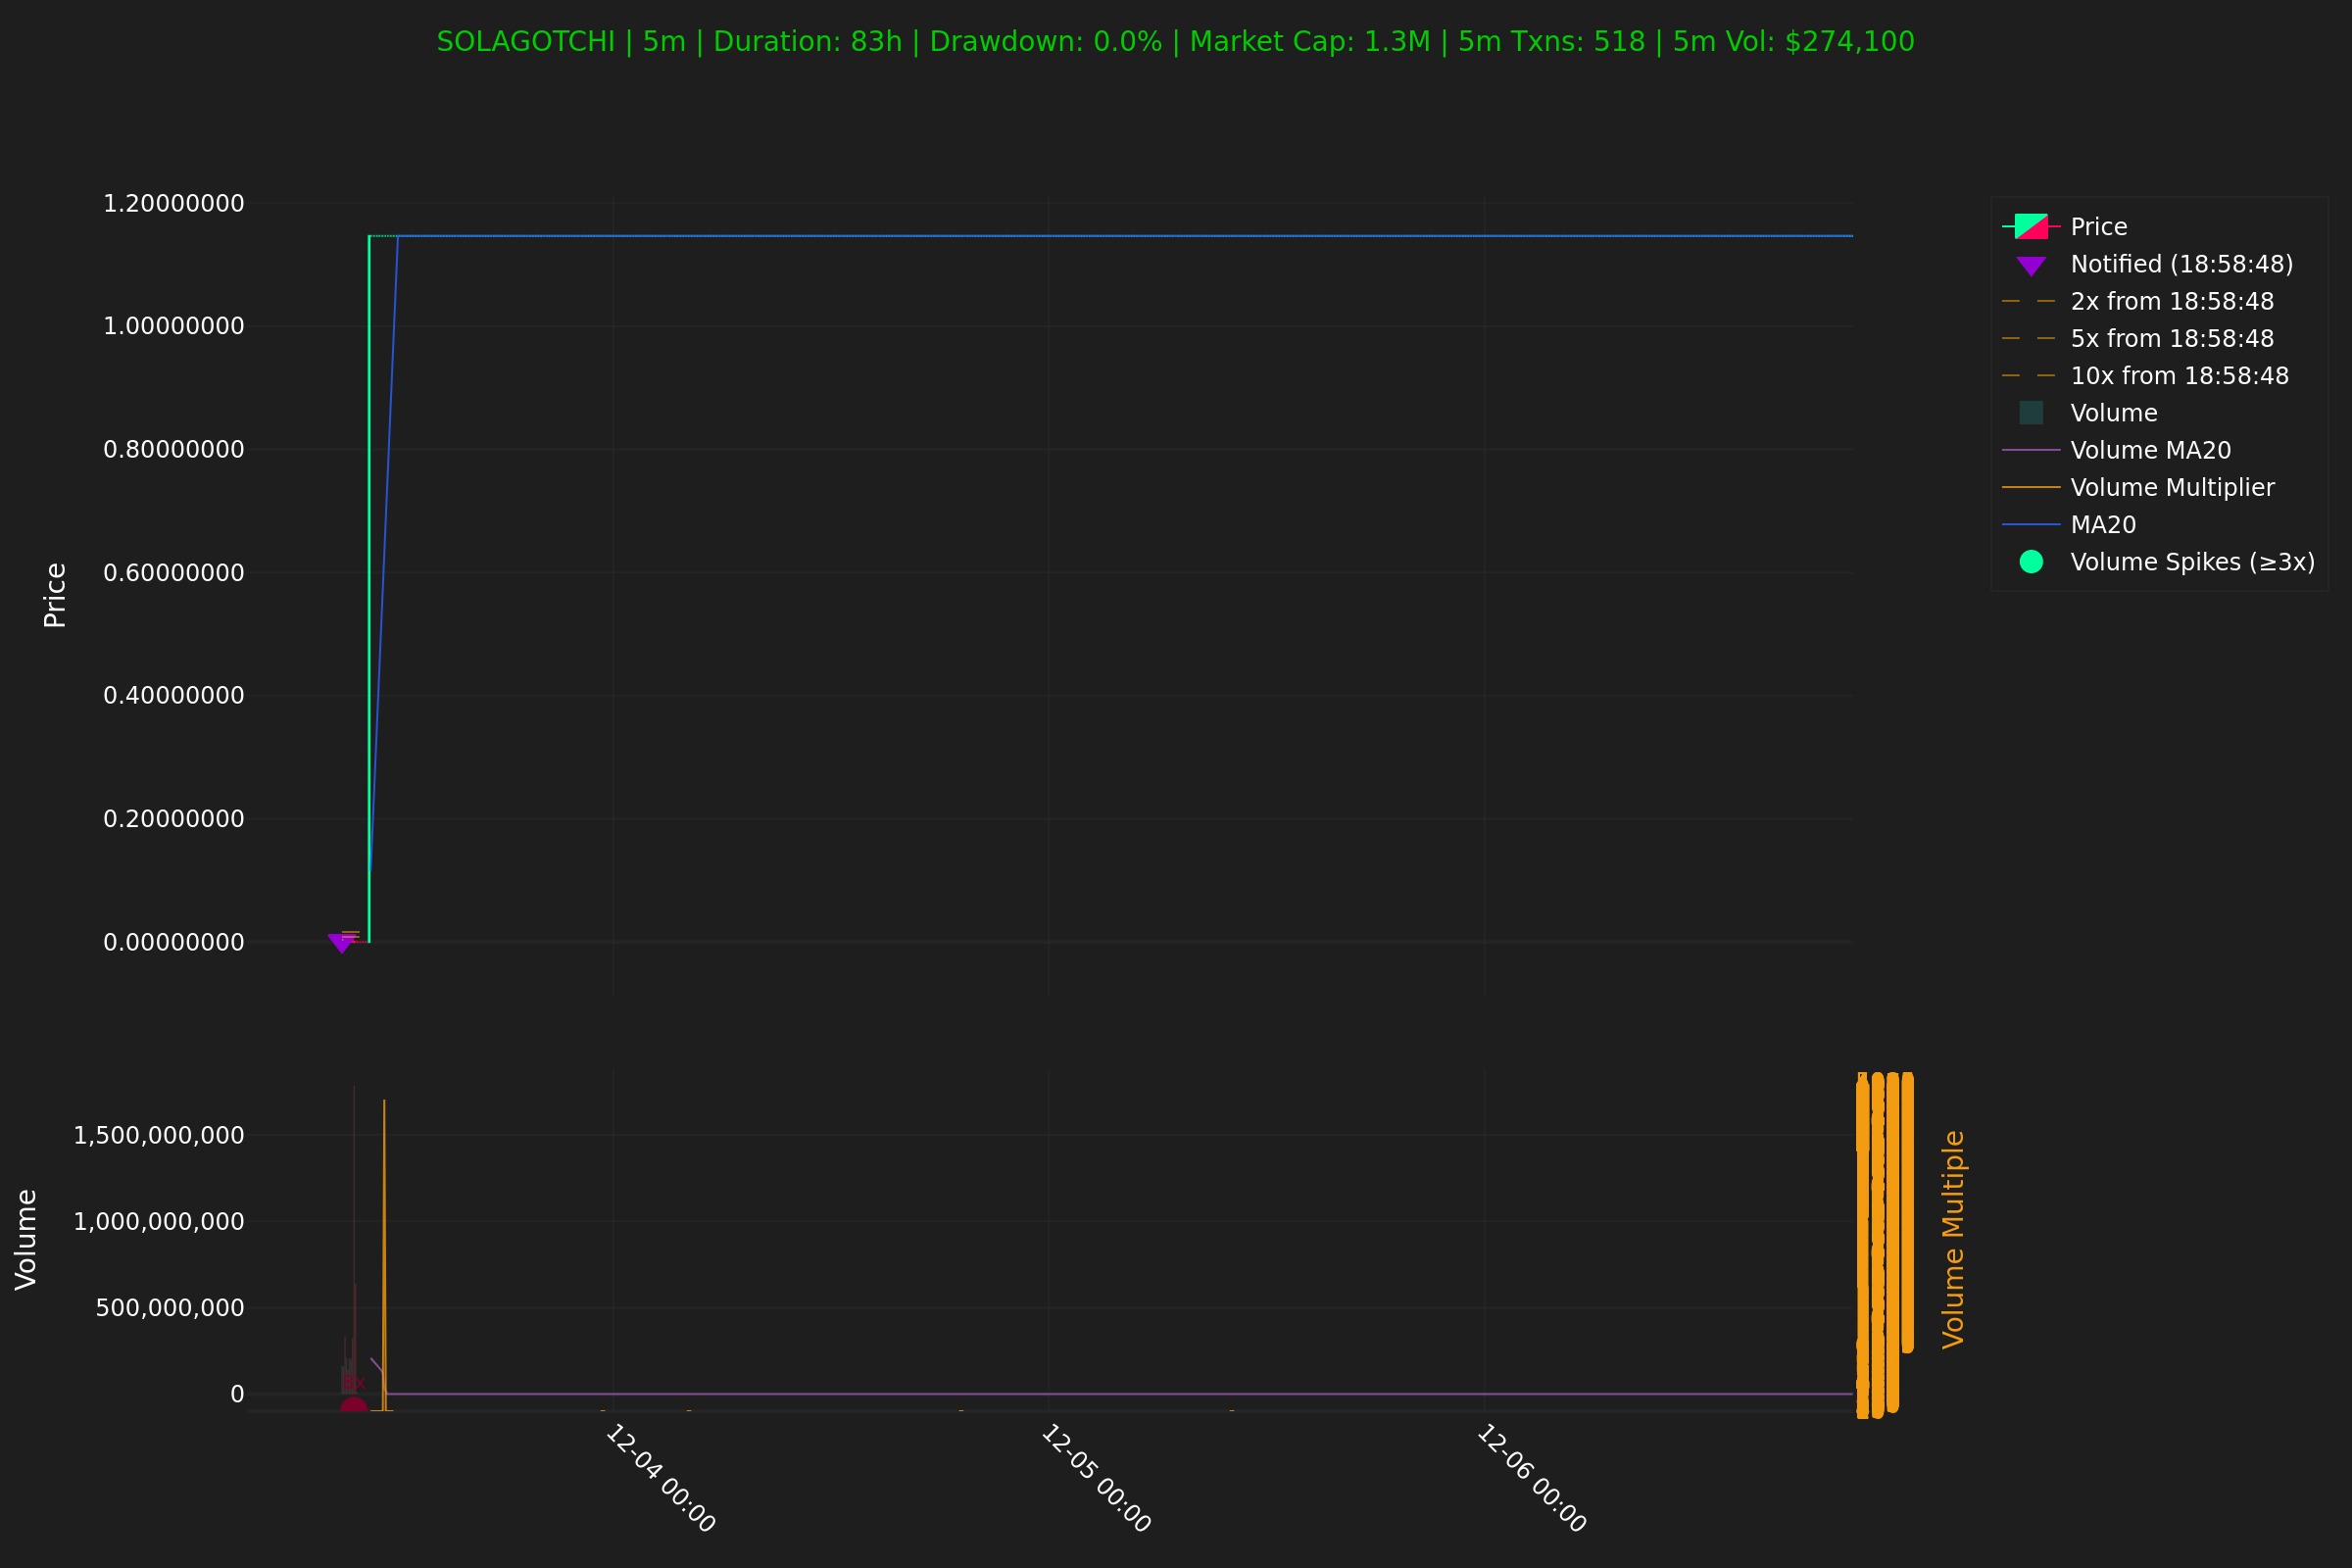 SOLAGOTCHI | 5m | Duration: 83h | Drawdown: 0.0% | Market Cap: 1.3M | 5m Txns: 518 | 5m Vol: $274,100
1.20000000
1.00000000
0.80000000
0.60000000
0.40000000
0.20000000
0.00000000
Price
Price
Notified (18:58:48)
2x from 18:58:48
5x from 18:58:48
10x from 18:58:48
Volume
Volume MA20
Volume Multiplier
MA20
Volume Spikes (≥3x)
1,500,000,000
1,000,000,000
500,000,000
0
Volume
Volume Multiple
12-04 00:00
12-05 00:00
12-06 00:00